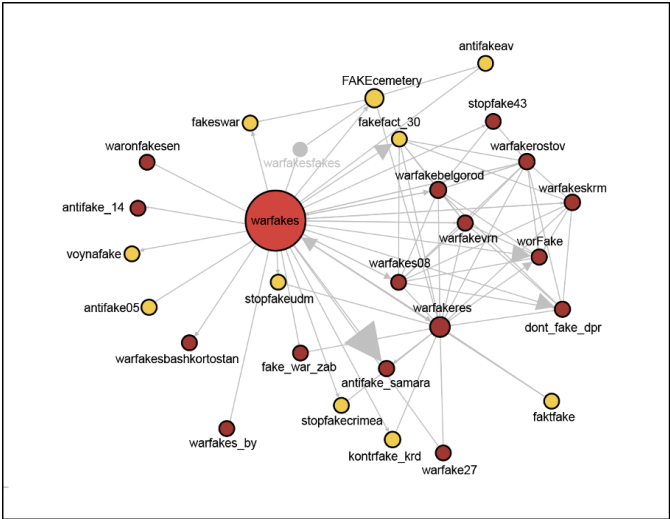 antifakeav
FAKEcemetery
stopfake43
fakeswar
fakefact_30
waronfakesen
warfakesfakes
warfakerostov
warfakebelgorod
warfakeskrm
antifake_14
warfakes
warfakevrn
worFake
voynafake
warfakes08
stopfakeudm
antifake05
warfakeres
dont_fake_dpr
warfakesbashkortostan
fake_war_zab
antifake_samara
stopfakecrimea
faktfake
warfakes_by
kontrfake_krd
warfake27